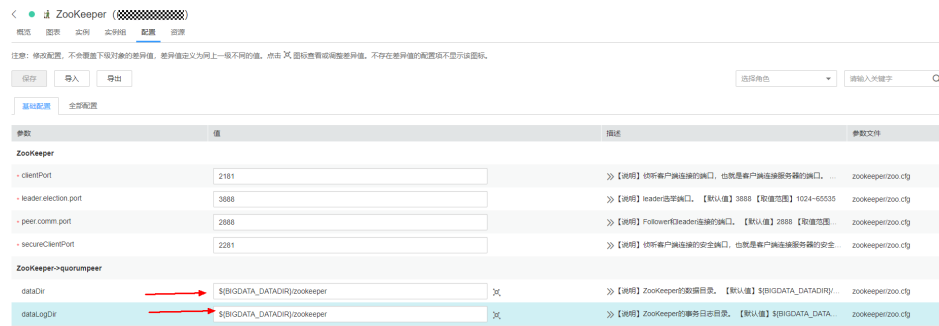 ZooKeeper
概览 图表 实例 实例组 配置 资源
注意：修改配置，不会覆盖下级对象的差异值，差异值定义为同上一级不同的值。点击 图标查看或调整差异值。不存在差异值的配置项不显示该图标。
保存 导入 导出 选择角色 请输入关键字
基础配置 全部配置
参数 值 描述 参数文件
ZooKeeper
* clientPort 2181 【说明】侦听客户端连接的端口，也就是客户端连接服务器的端口。 ... zookeeper/zoo.cfg
* leader.election.port 3888 【说明】leader选举端口。 【默认值】3888 【取值范围】1024~65535 zookeeper/zoo.cfg
* peer.comm.port 2888 【说明】Follower和leader连接的端口。 【默认值】2888 【取值范围... zookeeper/zoo.cfg
* secureClientPort 2281 【说明】侦听客户端连接的安全端口，也就是客户端连接服务器的安全... zookeeper/zoo.cfg
ZooKeeper->quorumpeer
dataDir ${BIGDATA_DATADIR}/zookeeper 【说明】ZooKeeper的数据目录。 【默认值】${BIGDATA_DATADIR}/... zookeeper/zoo.cfg
dataLogDir ${BIGDATA_DATADIR}/zookeeper 【说明】ZooKeeper的事务日志目录。 【默认值】${BIGDATA_DATA... zookeeper/zoo.cfg